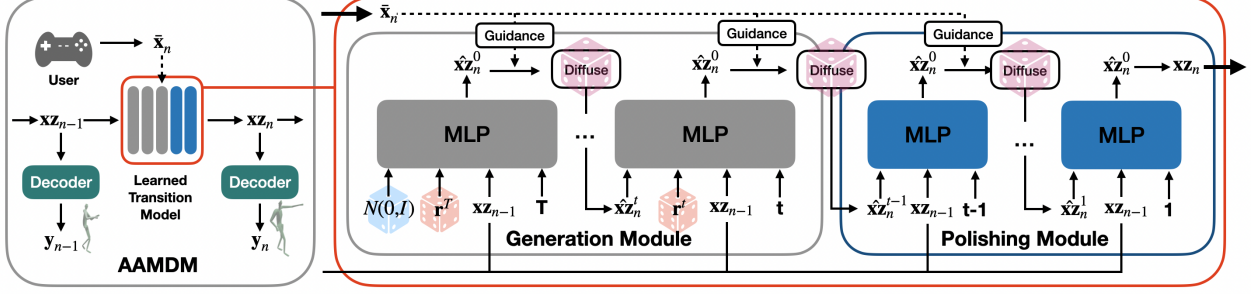 x̄ₙ
User
xzₙ₋₁
xzₙ
Decoder
Decoder
Learned
Transition
Model
yₙ₋₁
yₙ
AAMDM
x̄ₙ
Guidance
Guidance
Guidance
x̂zₙ⁰
Diffuse
x̂zₙ⁰
Diffuse
x̂zₙ⁰
Diffuse
x̂zₙ⁰
xzₙ
MLP
...
MLP
MLP
...
MLP
N(0,I)
rᵀ
xzₙ₋₁
T
x̂zₙᵗ
rᵗ
xzₙ₋₁
t
x̂zₙᵗ⁻¹
xzₙ₋₁
t-1
x̂zₙ¹
xzₙ₋₁
1
Generation Module
Polishing Module